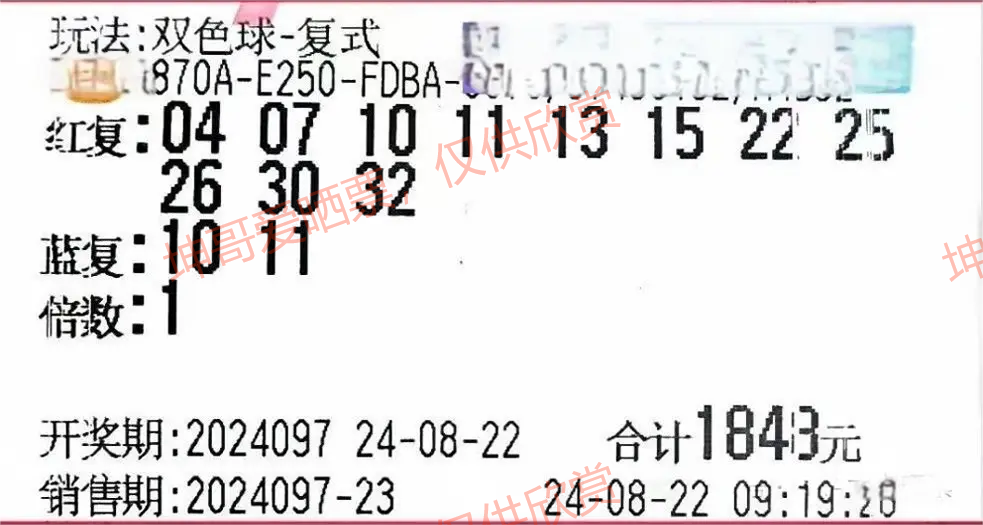 玩法:双色球-复式
870A-E250-FDBA-
红复:04 07 10 11 13 15 22 25
26 30 32
蓝复:10 11
倍数:1
开奖期:2024097 24-08-22 合计1848元
销售期:2024097-23 24-08-22 09:19:
坤哥爱晒票，仅供欣赏
仅供欣赏
坤